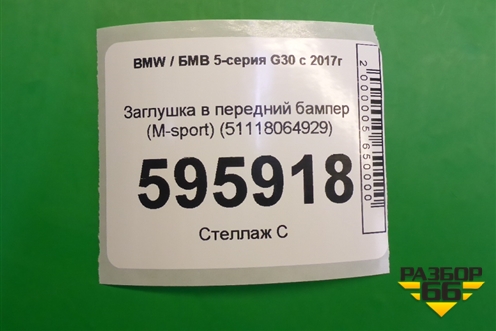 BMW / БМВ 5-серия G30 с 2017г
Заглушка в передний бампер
(M-sport) (51118064929)
595918
Стеллаж С
2000005650000
РАЗБОР
66